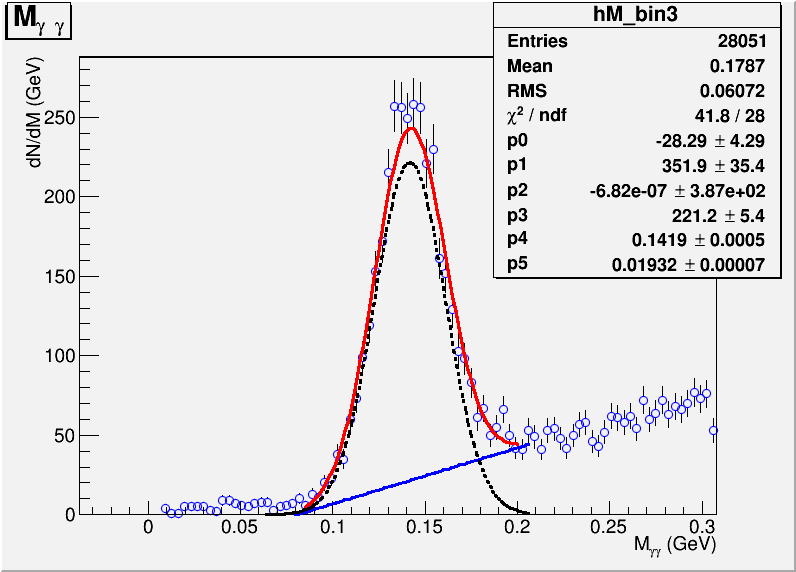 Mγ γ
hM_bin3
Entries 28051
Mean 0.1787
RMS 0.06072
χ² / ndf 41.8 / 28
p0 -28.29 ± 4.29
p1 351.9 ± 35.4
p2 -6.82e-07 ± 3.87e+02
p3 221.2 ± 5.4
p4 0.1419 ± 0.0005
p5 0.01932 ± 0.00007
dN/dM (GeV)
250
200
150
100
50
0
0 0.05 0.1 0.15 0.2 0.25 0.3
Mγγ (GeV)